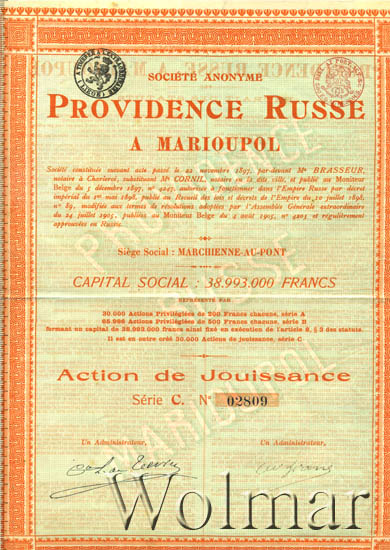 SOCIÉTÉ ANONYME
PROVIDENCE RUSSE
A MARIOUPOL
Société constituée suivant acte passé le 22 novembre 1897, par-devant Me BRASSEUR,
notaire à Charleroi, substituant Me CORNIL, notaire en la dite ville, et publié au Moniteur
Belge du 5 décembre 1897, no 4247, autorisée à fonctionner dans l'Empire Russe par décret
impérial du 1er mai 1898, publié au Recueil des lois et décrets de l'Empire du 10 juillet 1898,
no 89, modifiée aux termes de résolutions adoptées par l'Assemblée Générale extraordinaire
du 24 juillet 1905, publiées au Moniteur Belge du 2 août 1905, no 4203 et régulièrement
approuvées en Russie.
Siège Social : MARCHIENNE-AU-PONT
CAPITAL SOCIAL : 38.993.000 FRANCS
REPRÉSENTÉ PAR
30.000 Actions Privilégiées de 200 Francs chacune, série A
65.986 Actions Privilégiées de 500 Francs chacune, série B
formant un capital de 38.993.000 francs ainsi fixé en exécution de l'article 6, § 3 des statuts.
Il est en outre créé 30.000 Actions de jouissance, série C
Action de Jouissance
Série C. No 02809
Un Administrateur, Un Administrateur,
PROVIDENCE
RUSSE
MARIOUPOL
Wolmar